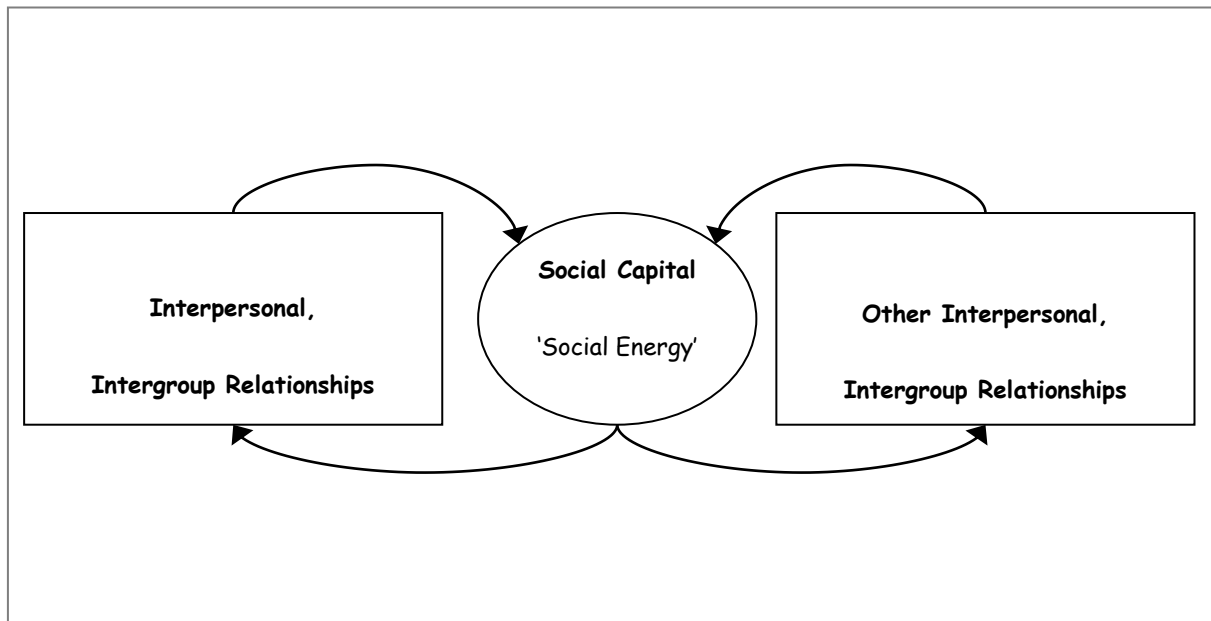 Interpersonal,
Intergroup Relationships
Social Capital
‘Social Energy’
Other Interpersonal,
Intergroup Relationships